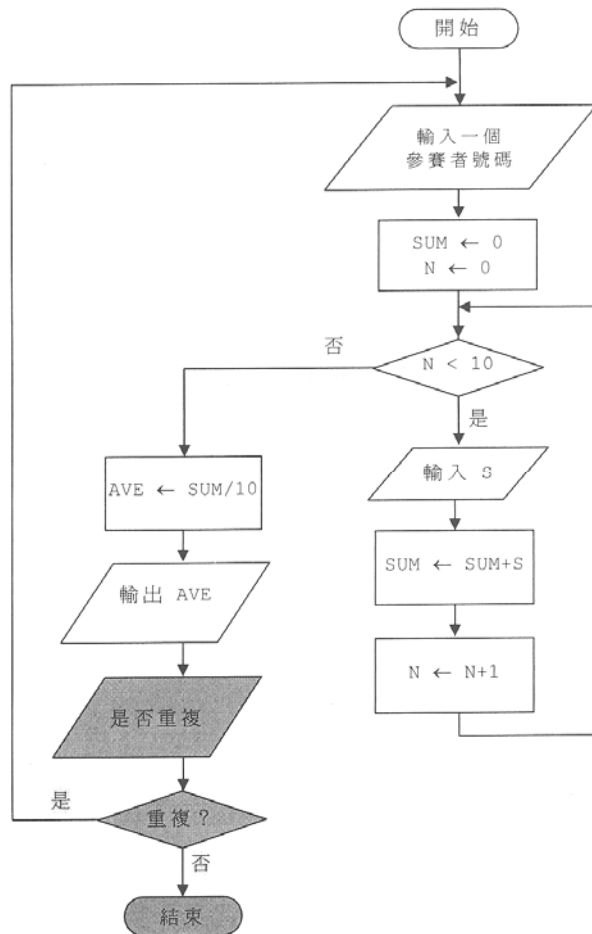 開始
輸入一個
參賽者號碼
SUM ← 0
N ← 0
N < 10
否
是
輸入 S
SUM ← SUM+S
N ← N+1
AVE ← SUM/10
輸出 AVE
是否重複
重複？
是
否
結束